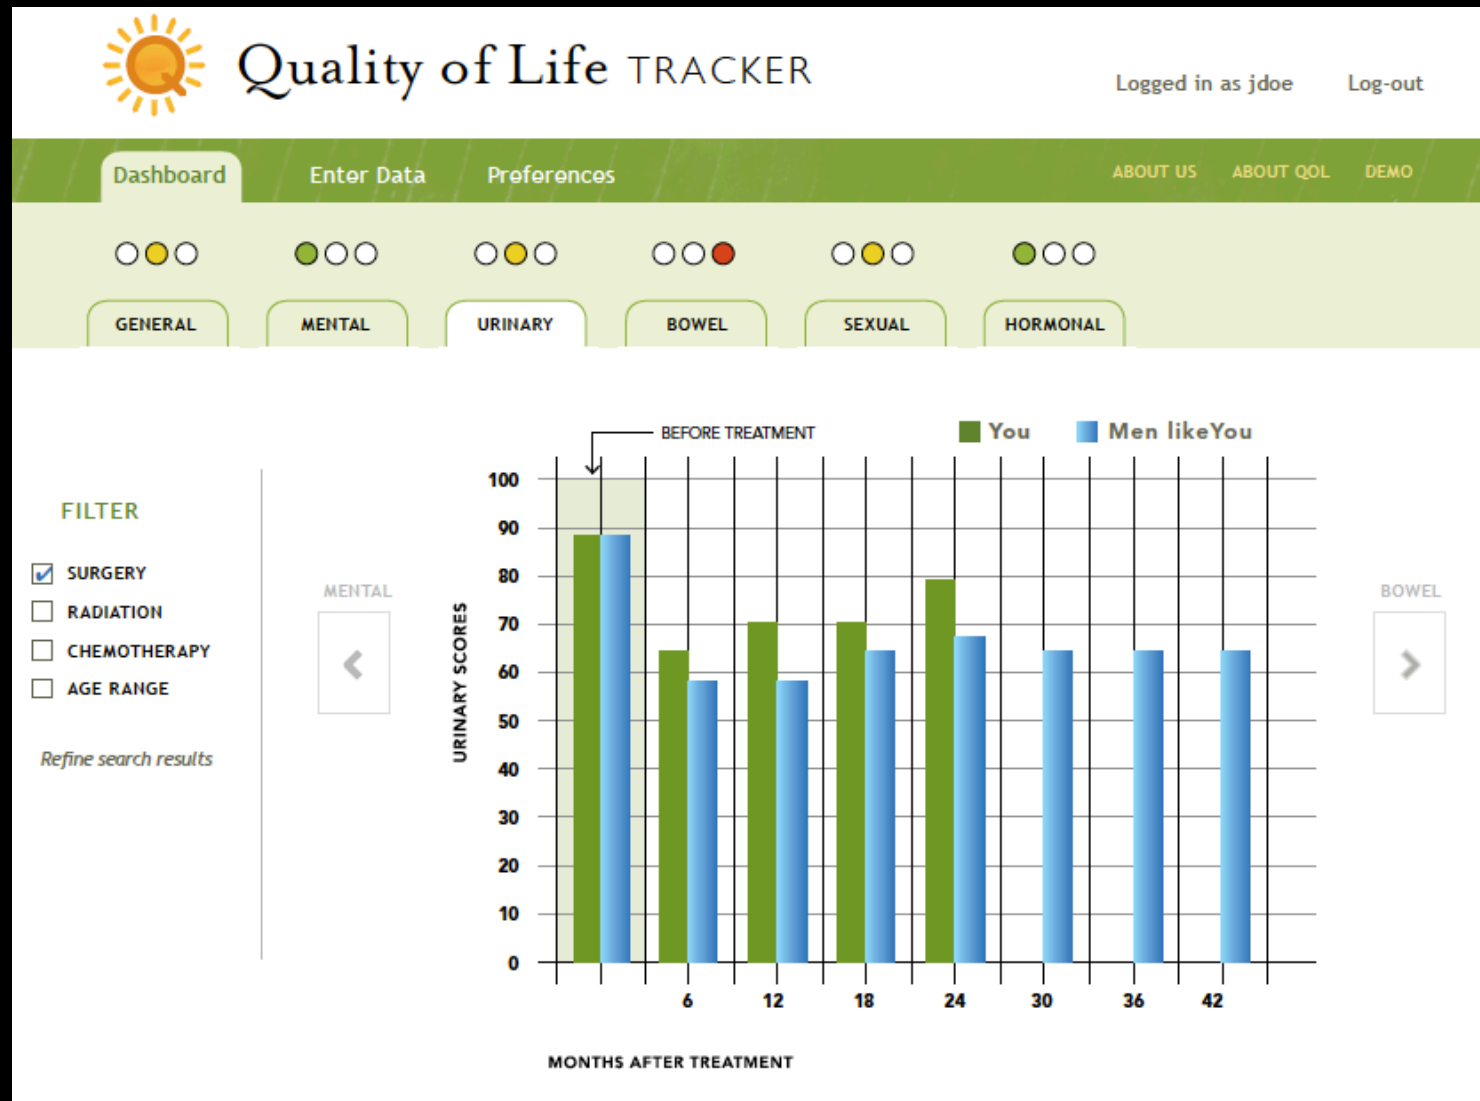 Quality of Life TRACKER
Logged in as jdoe Log-out
Dashboard Enter Data Preferences ABOUT US ABOUT QOL DEMO
GENERAL MENTAL URINARY BOWEL SEXUAL HORMONAL
BEFORE TREATMENT You Men likeYou
FILTER
SURGERY
RADIATION
CHEMOTHERAPY
AGE RANGE
Refine search results
MENTAL
URINARY SCORES
100
90
80
70
60
50
40
30
20
10
0
6 12 18 24 30 36 42
MONTHS AFTER TREATMENT
BOWEL